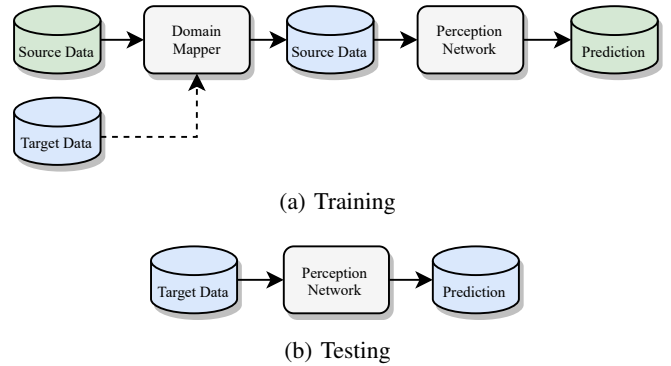 Source Data
Domain
Mapper
Source Data
Perception
Network
Prediction
Target Data
(a) Training
Target Data
Perception
Network
Prediction
(b) Testing